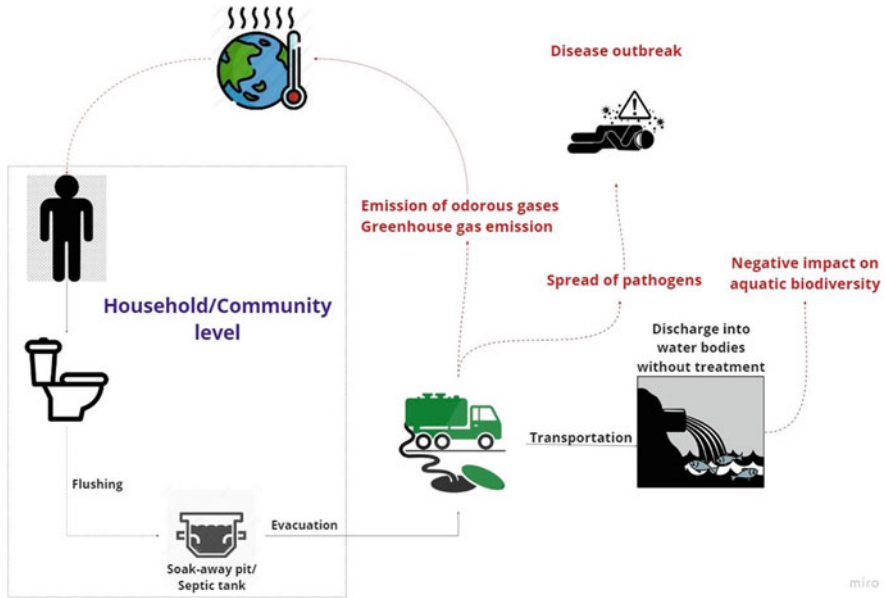 Disease outbreak
Emission of odorous gases
Greenhouse gas emission
Spread of pathogens
Negative impact on
aquatic biodiversity
Household/Community
level
Discharge into
water bodies
without treatment
Transportation
Flushing
Evacuation
Soak-away pit/
Septic tank
miro